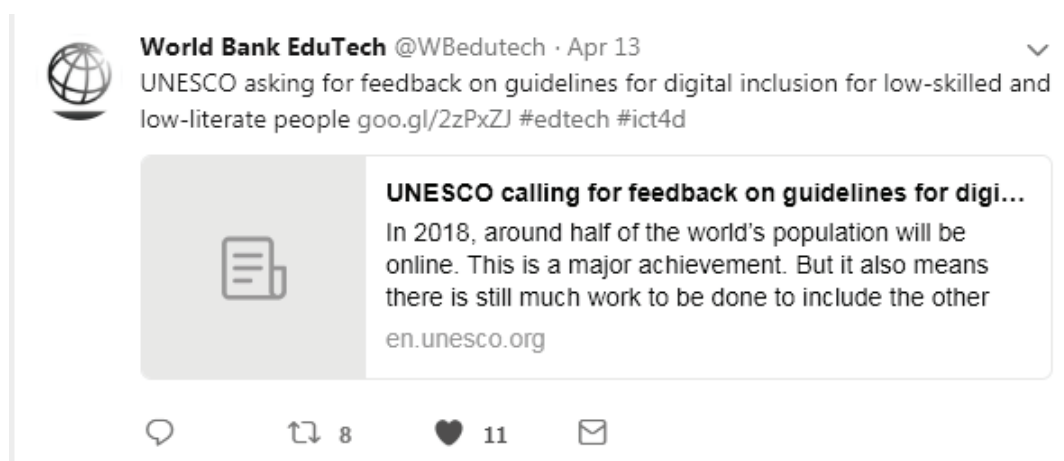 World Bank EduTech @WBedutech · Apr 13
UNESCO asking for feedback on guidelines for digital inclusion for low-skilled and
low-literate people goo.gl/2zPxZJ #edtech #ict4d
UNESCO calling for feedback on guidelines for digi...
In 2018, around half of the world's population will be
online. This is a major achievement. But it also means
there is still much work to be done to include the other
en.unesco.org
8 11